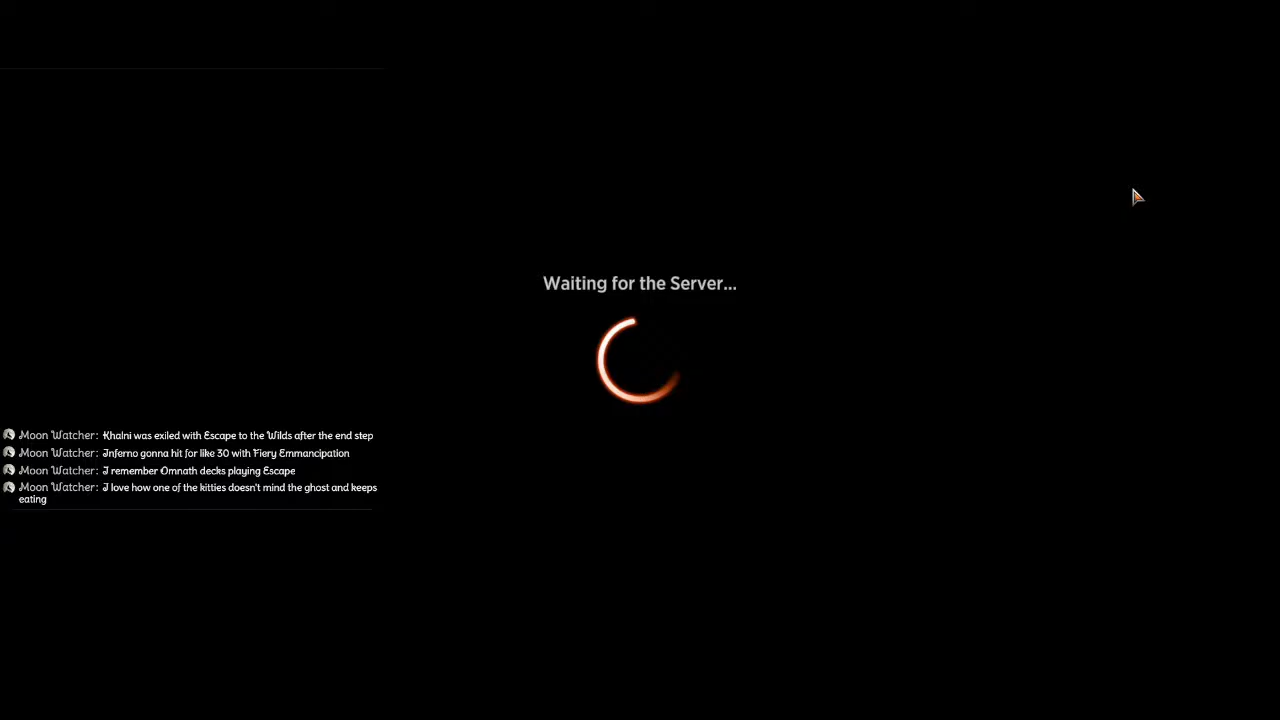 Waiting for the Server...
Moon Watcher: Khalni was exiled with Escape to the Wilds after the end step
Moon Watcher: Inferno gonna hit for like 30 with Fiery Emmancipation
Moon Watcher: I remember Omnath decks playing Escape
Moon Watcher: I love how one of the kitties doesn't mind the ghost and keeps
eating